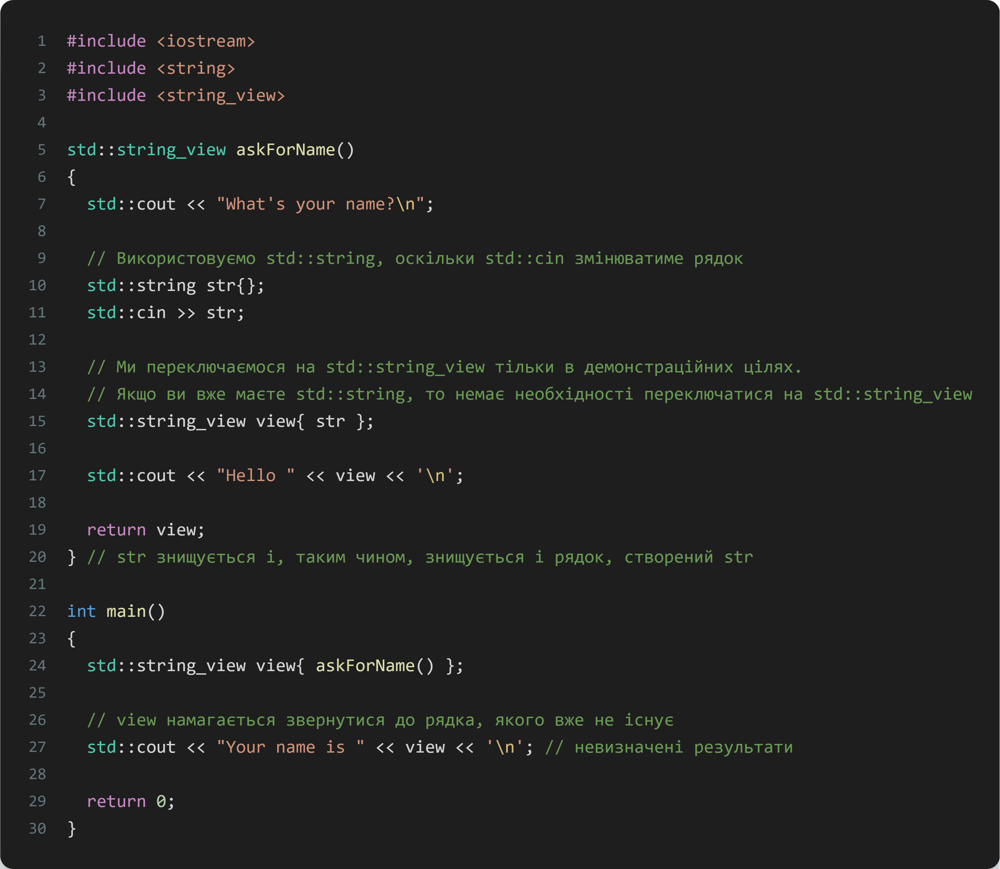 1 #include <iostream>
2 #include <string>
3 #include <string_view>
4
5 std::string_view askForName()
6 {
7   std::cout << "What's your name?\n";
8
9   // Використовуємо std::string, оскільки std::cin змінюватиме рядок
10   std::string str{};
11   std::cin >> str;
12
13   // Ми переключаємося на std::string_view тільки в демонстраційних цілях.
14   // Якщо ви вже маєте std::string, то немає необхідності переключатися на std::string_view
15   std::string_view view{ str };
16
17   std::cout << "Hello " << view << '\n';
18
19   return view;
20 } // str знищується і, таким чином, знищується і рядок, створений str
21
22 int main()
23 {
24   std::string_view view{ askForName() };
25
26   // view намагається звернутися до рядка, якого вже не існує
27   std::cout << "Your name is " << view << '\n'; // невизначені результати
28
29   return 0;
30 }